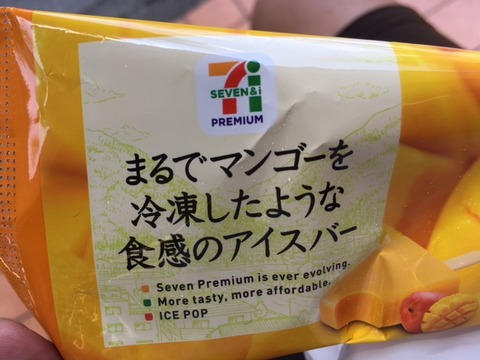 SEVEN&i
PREMIUM
まるでマンゴーを
冷凍したような
食感のアイスバー
Seven Premium is ever evolving.
More tasty, more affordable.
ICE POP